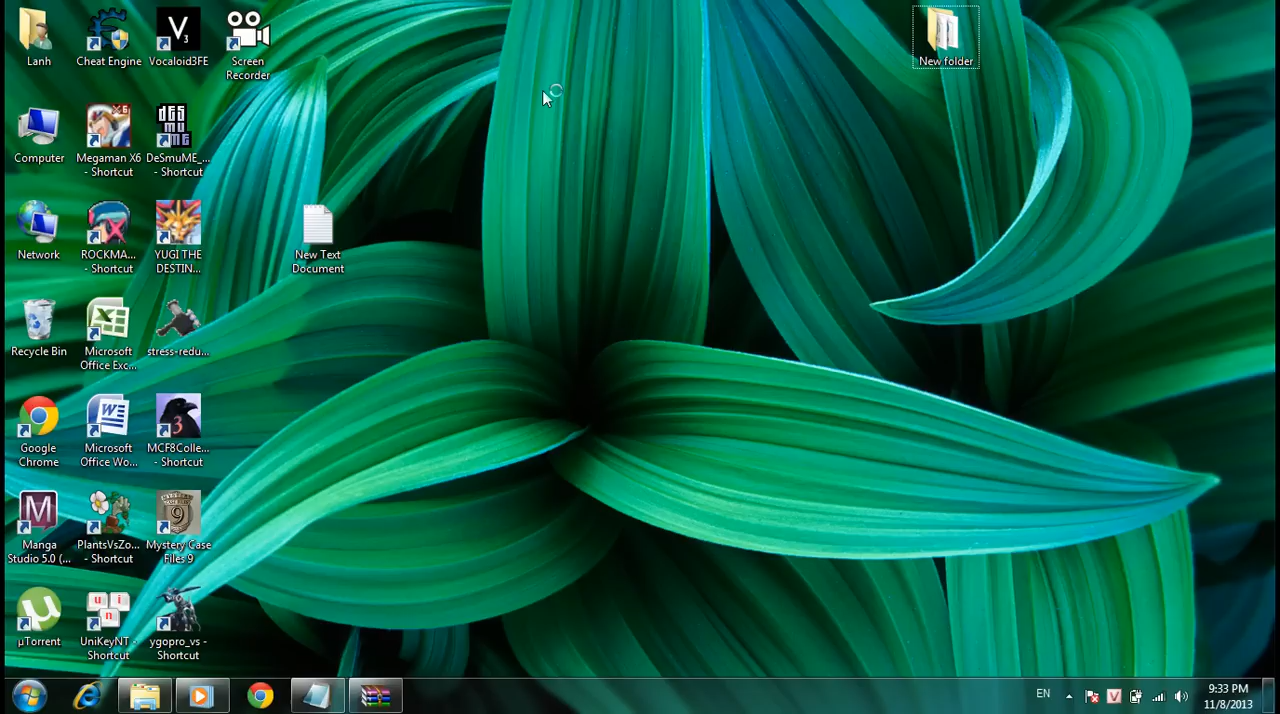 Lanh
Cheat Engine
Vocaloid3FE
Screen
Recorder
New folder
Computer
Megaman X6
- Shortcut
DeSmuME_...
- Shortcut
Network
ROCKMA...
- Shortcut
YUGI THE
DESTIN...
New Text
Document
Recycle Bin
Microsoft
Office Exc...
stress-redu...
Google
Chrome
Microsoft
Office Wo...
MCF8Colle...
- Shortcut
Manga
Studio 5.0 (...
PlantsVsZo...
- Shortcut
Mystery Case
Files 9
µTorrent
UniKeyNT -
Shortcut
ygopro_vs -
Shortcut
EN
9:33 PM
11/8/2013